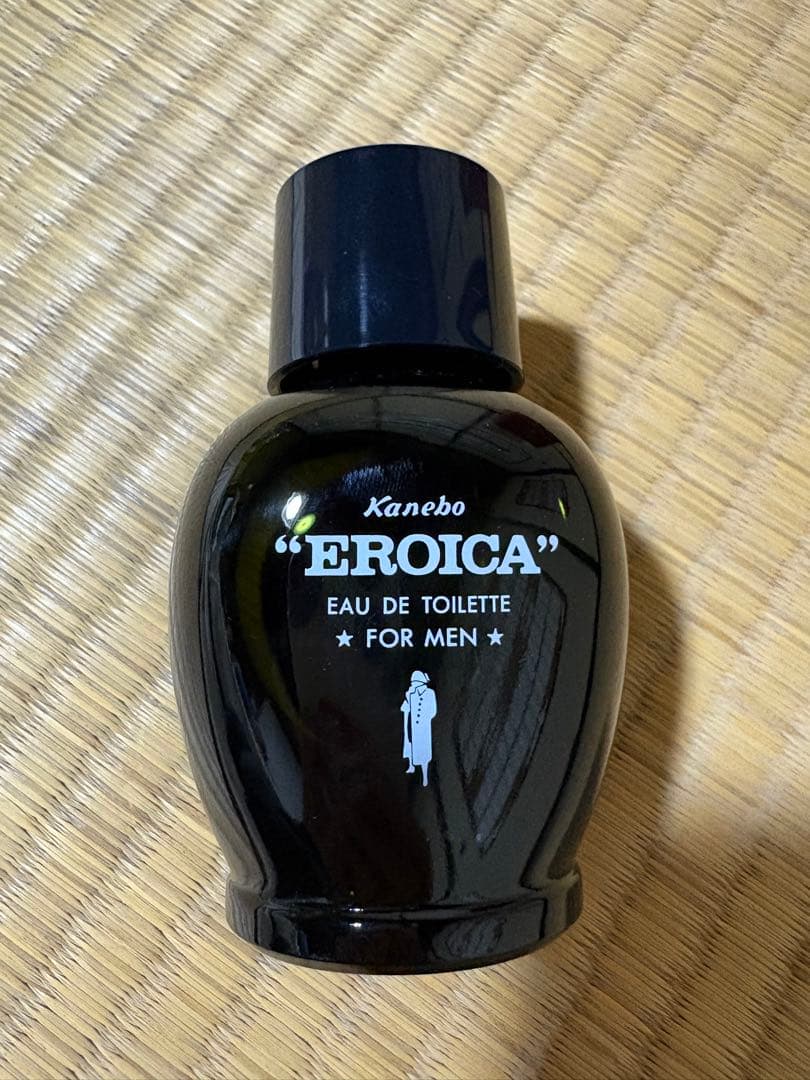 Kanebo
“EROICA”
EAU DE TOILETTE
★ FOR MEN ★